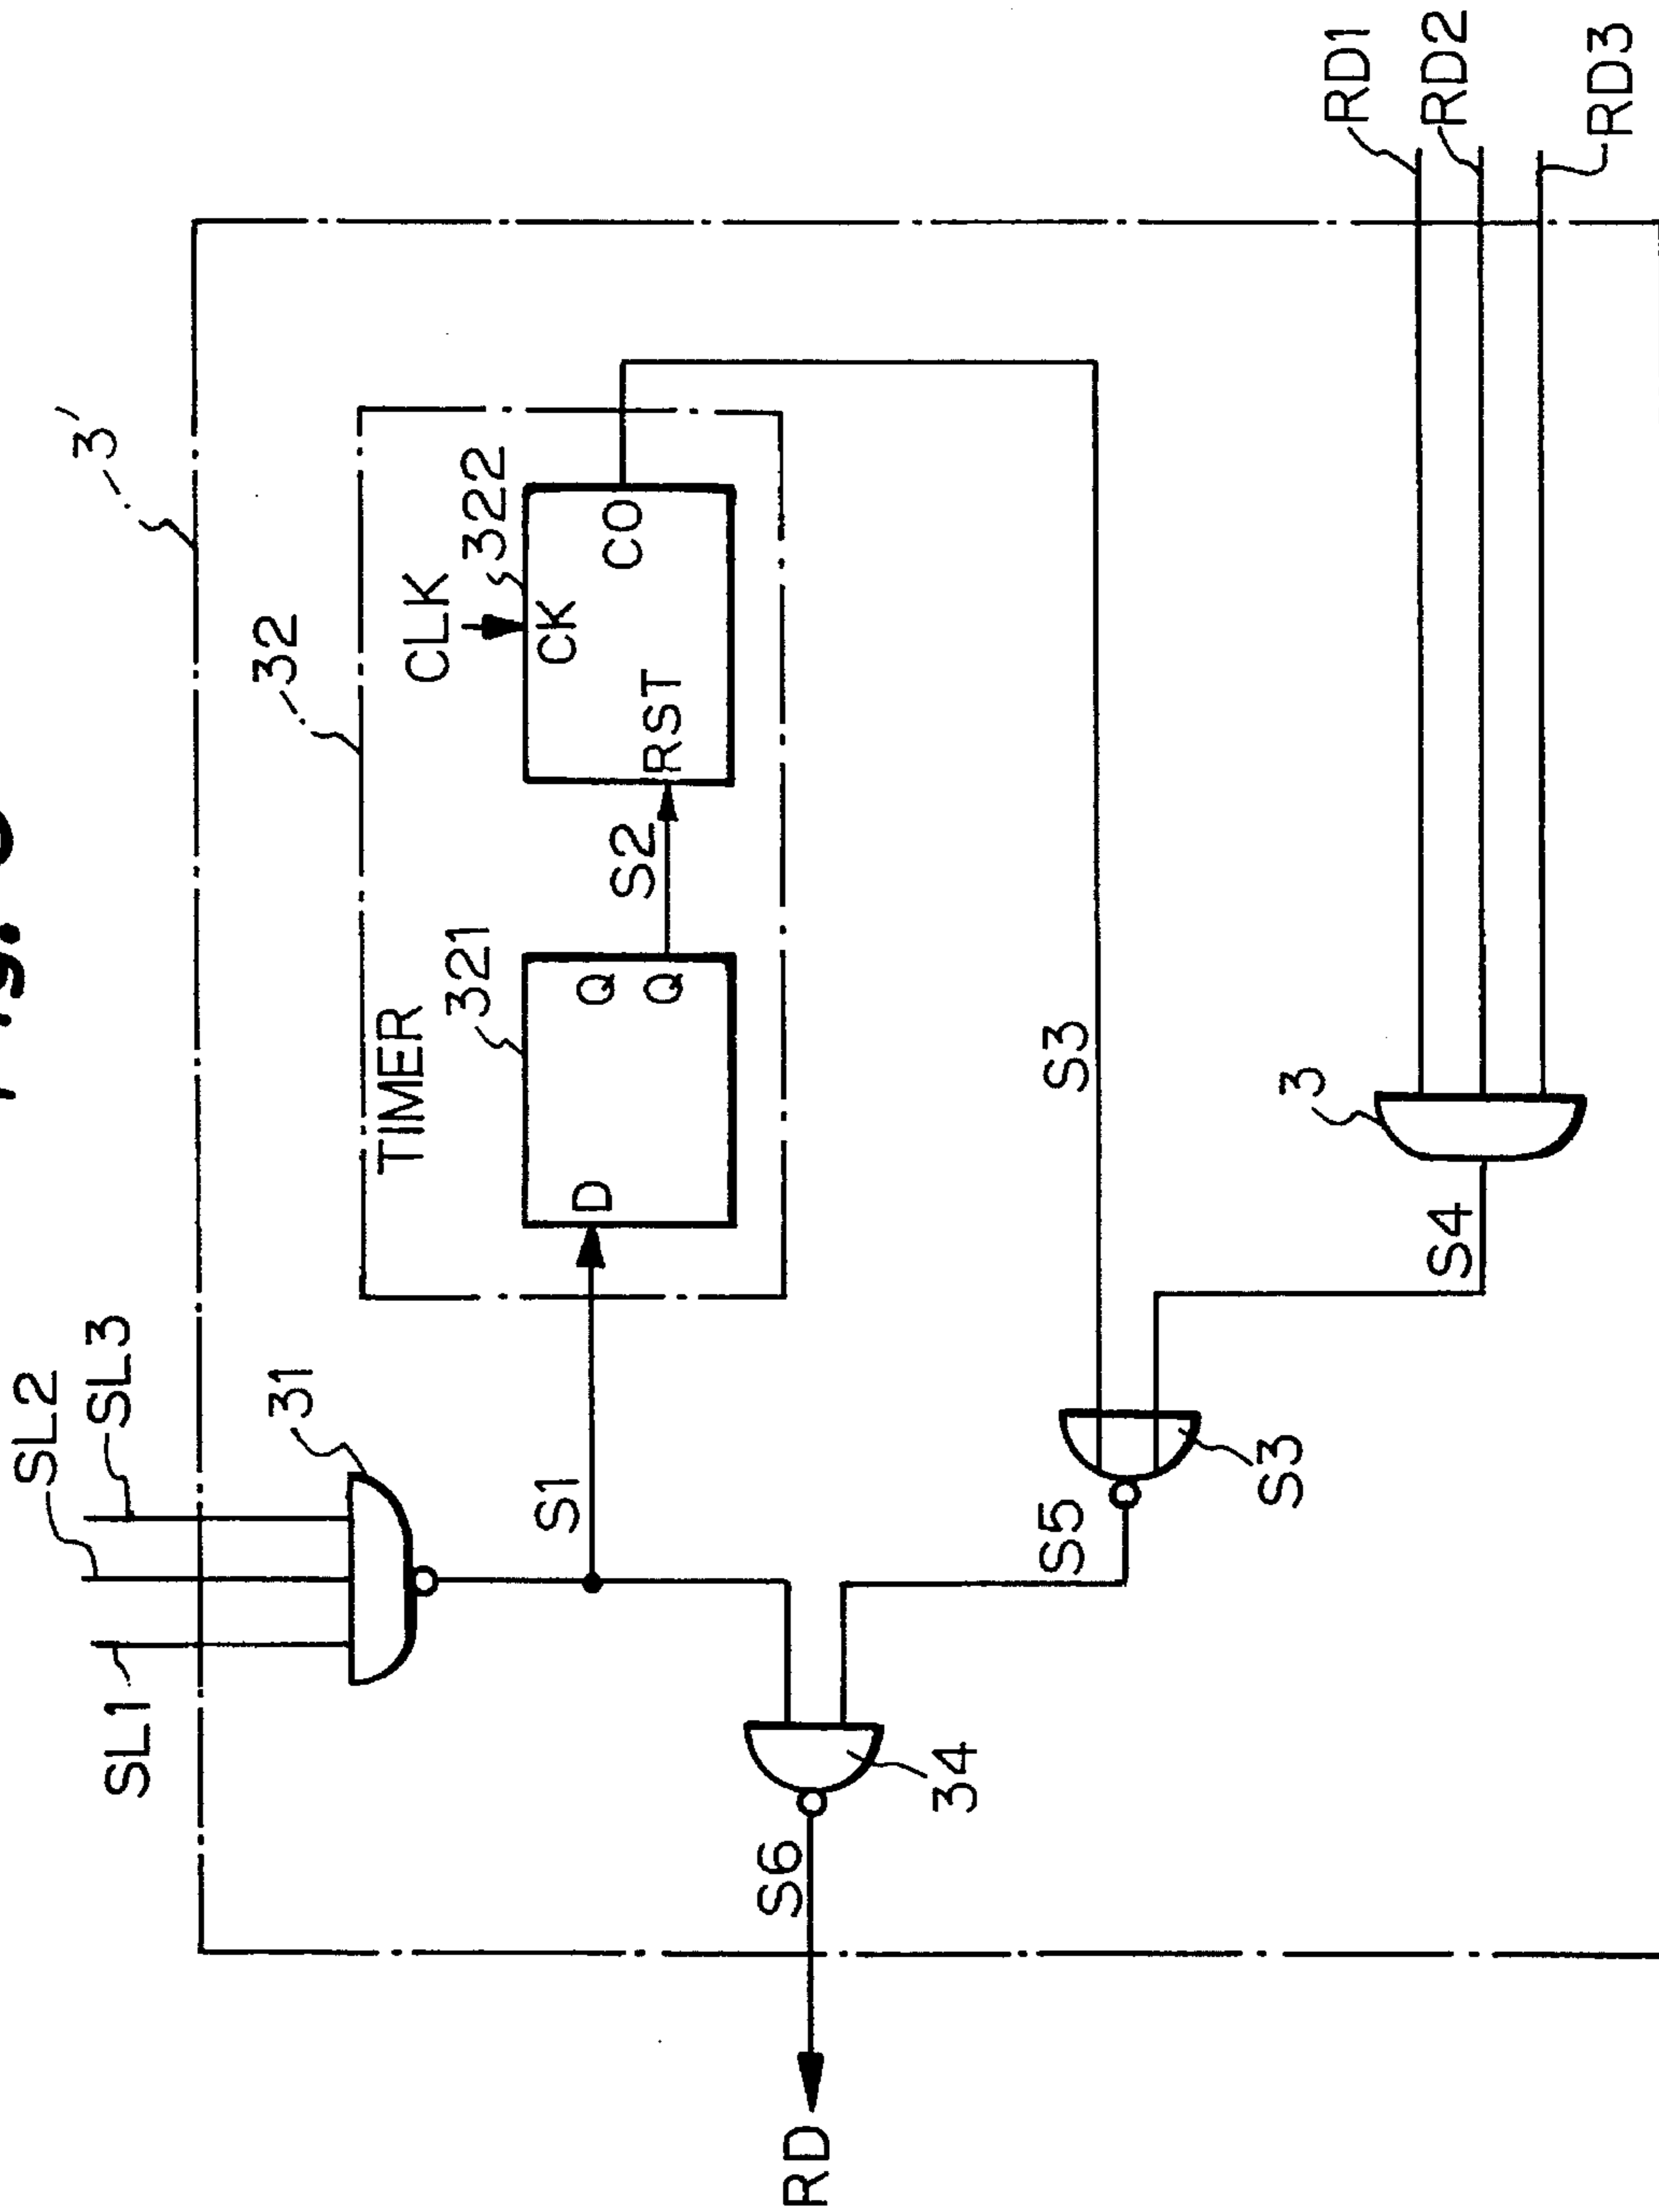 3'
32
TIMER
CLK
322
CK
CO
RST
S2
321
Q
Q
D
SL2
SL3
SL1
31
S1
S3
RD1
RD2
RD3
3
S4
S3
S5
34
S6
RD